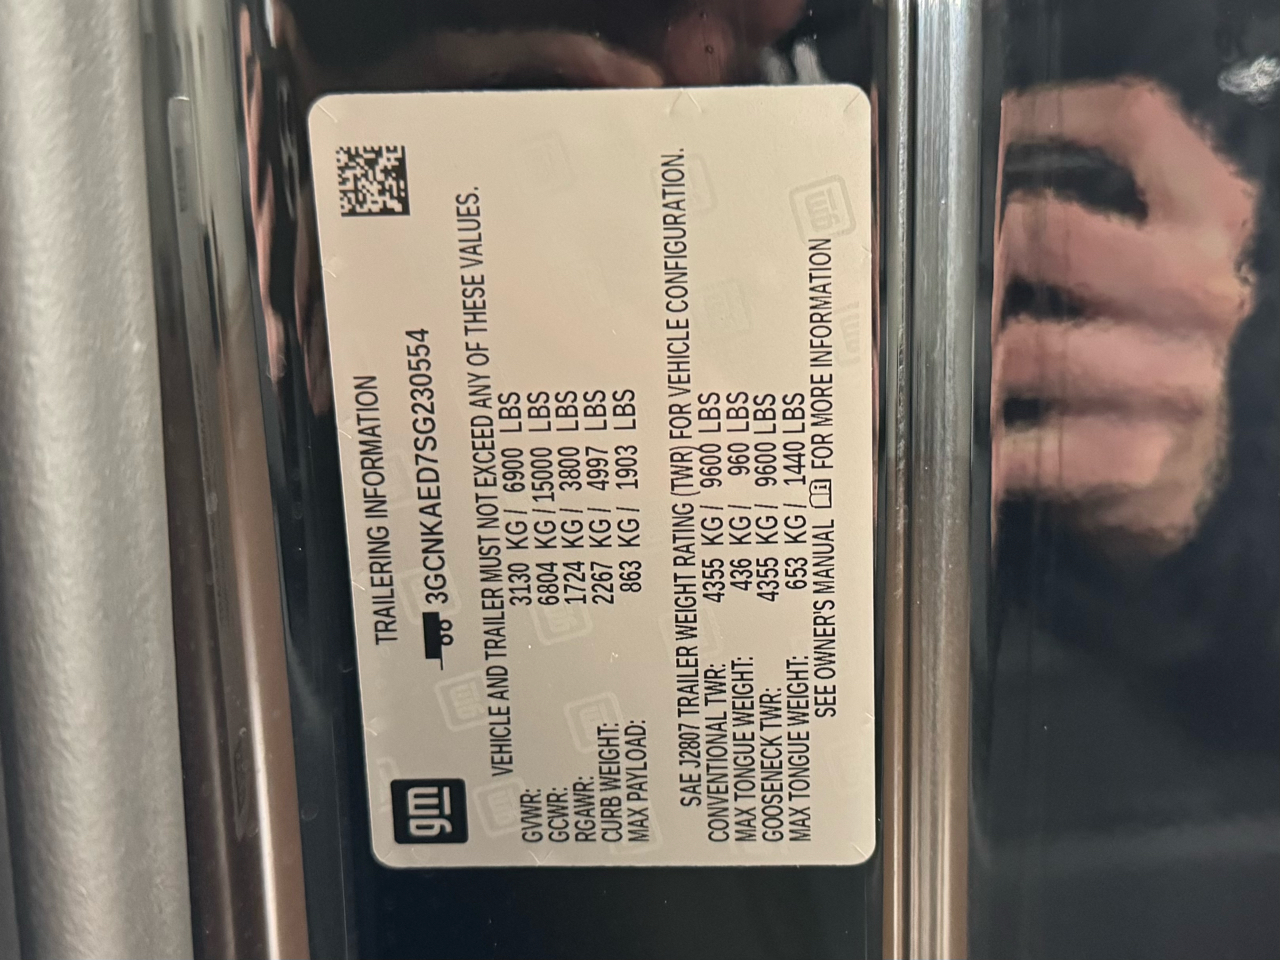 gm
TRAILERING INFORMATION
3GCNKAED7SG230554
VEHICLE AND TRAILER MUST NOT EXCEED ANY OF THESE VALUES.
GVWR: 3130 KG / 6900 LBS
GCWR: 6804 KG / 15000 LBS
RGAWR: 1724 KG / 3800 LBS
CURB WEIGHT: 2267 KG / 4997 LBS
MAX PAYLOAD: 863 KG / 1903 LBS
SAE J2807 TRAILER WEIGHT RATING (TWR) FOR VEHICLE CONFIGURATION.
CONVENTIONAL TWR: 4355 KG / 9600 LBS
MAX TONGUE WEIGHT: 436 KG / 960 LBS
GOOSENECK TWR: 4355 KG / 9600 LBS
MAX TONGUE WEIGHT: 653 KG / 1440 LBS
SEE OWNER'S MANUAL FOR MORE INFORMATION